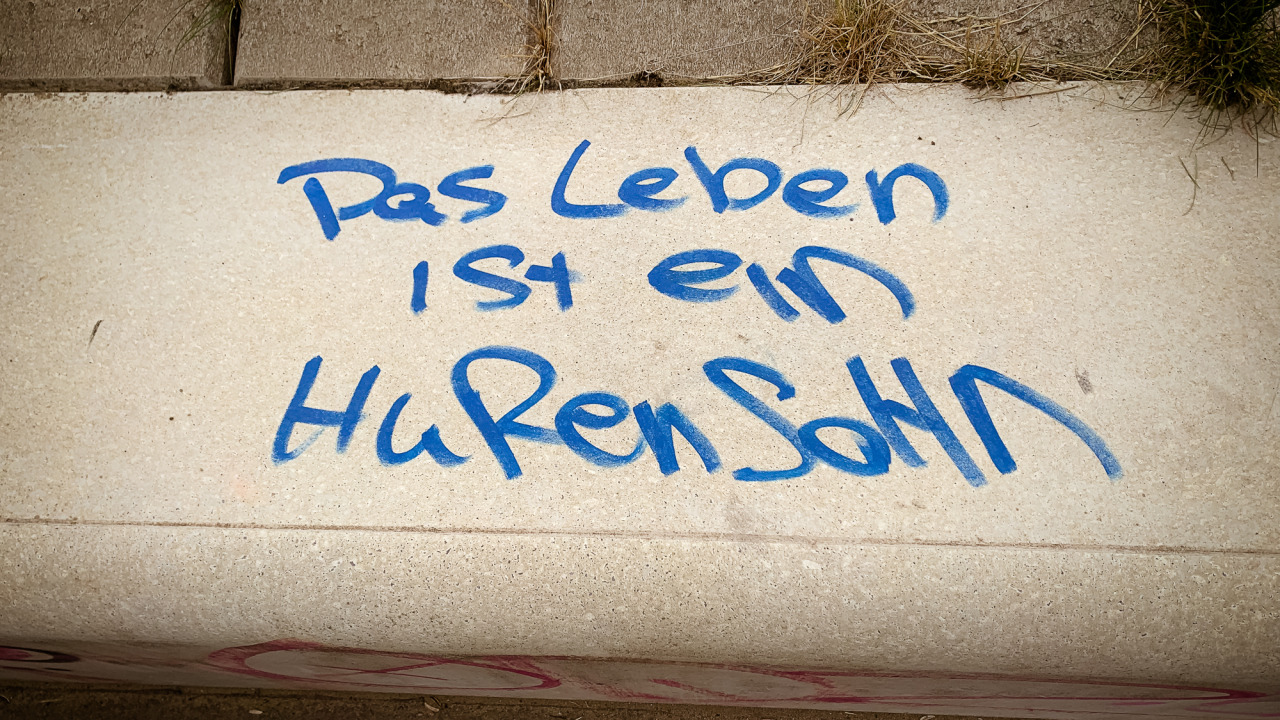 Das Leben
ist ein
HuRenSoHn